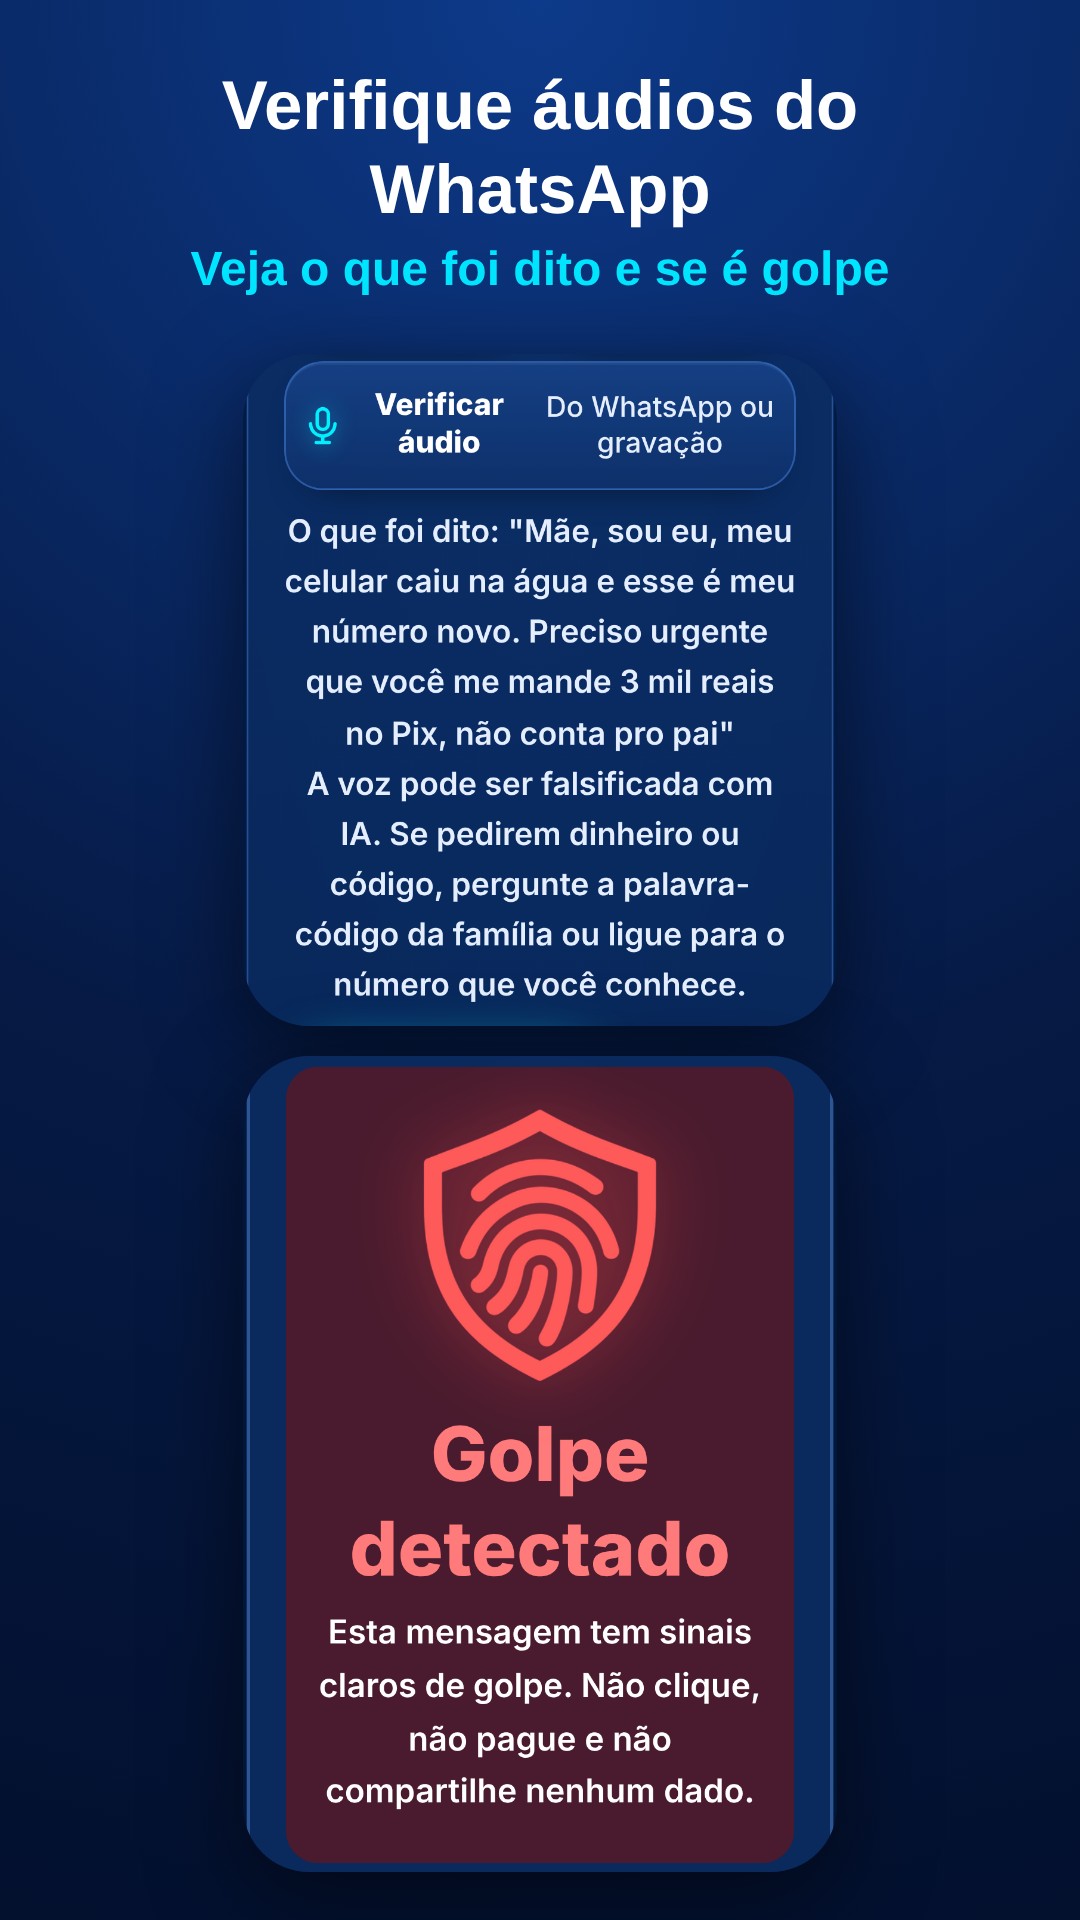 Verifique áudios do
WhatsApp
Veja o que foi dito e se é golpe
Verificar
áudio
Do WhatsApp ou
gravação
O que foi dito: "Mãe, sou eu, meu
celular caiu na água e esse é meu
número novo. Preciso urgente
que você me mande 3 mil reais
no Pix, não conta pro pai"
A voz pode ser falsificada com
IA. Se pedirem dinheiro ou
código, pergunte a palavra-
código da família ou ligue para o
número que você conhece.
Golpe
detectado
Esta mensagem tem sinais
claros de golpe. Não clique,
não pague e não
compartilhe nenhum dado.